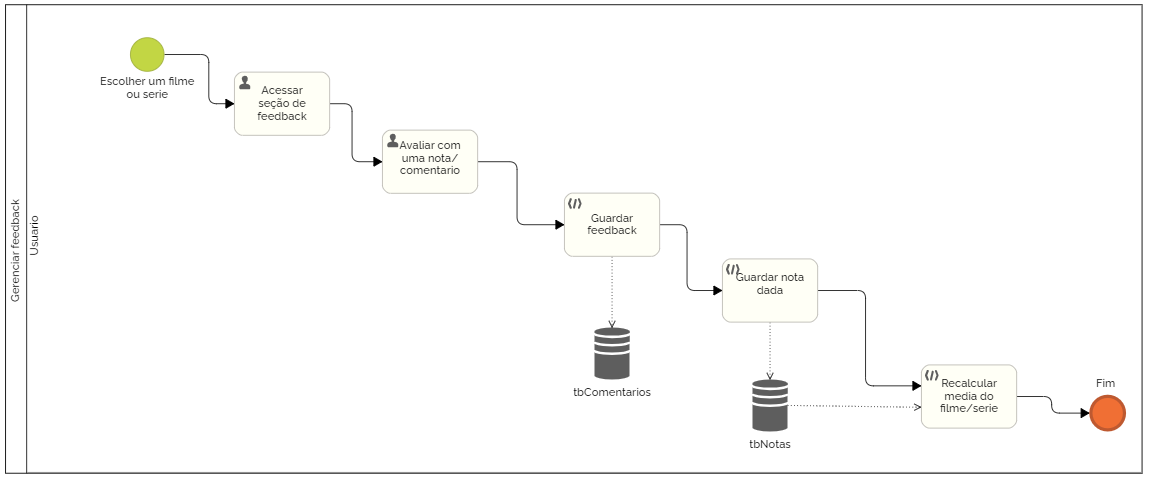 Gerenciar feedback
Usuario
Escolher um filme
ou serie
Acessar
seção de
feedback
Avaliar com
uma nota/
comentario
Guardar
feedback
tbComentarios
Guardar nota
dada
tbNotas
Recalcular
media do
filme/serie
Fim